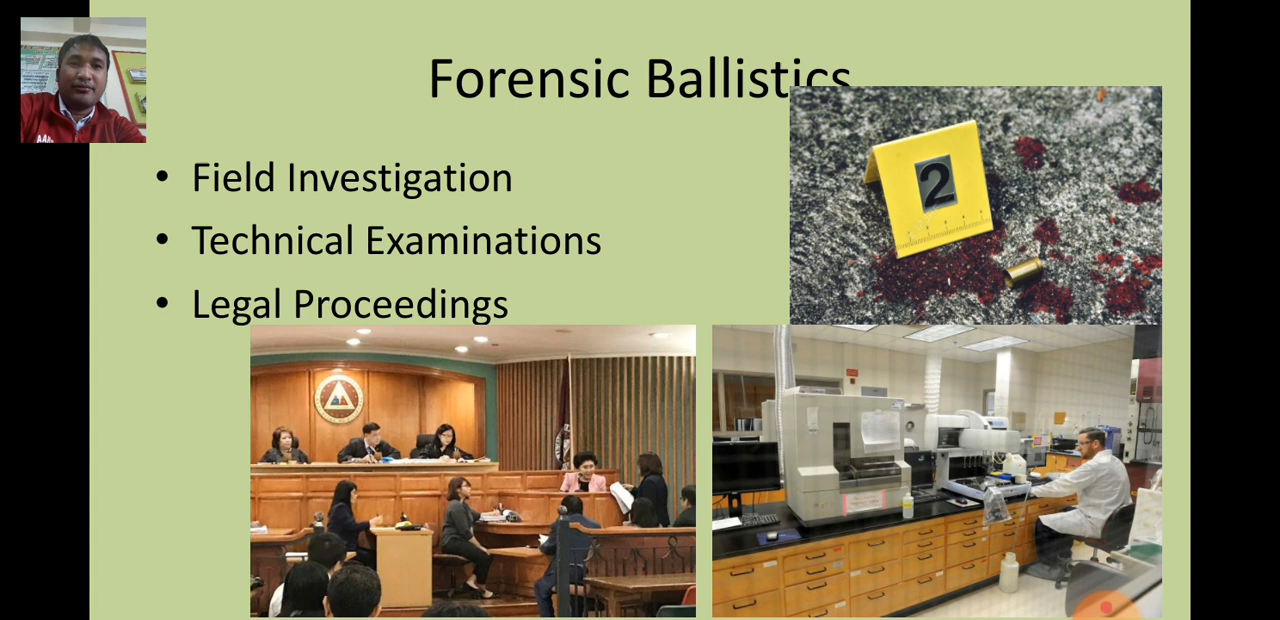 Forensic Ballistics
• Field Investigation
• Technical Examinations
• Legal Proceedings
2